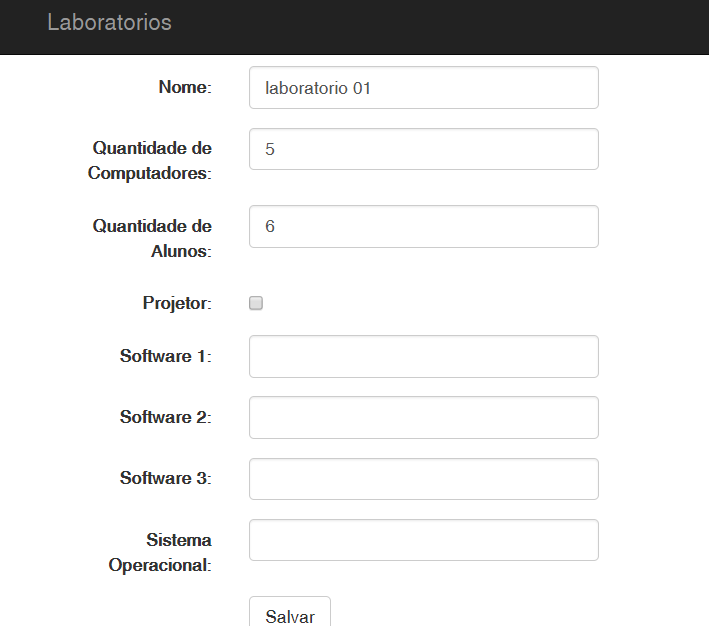 Laboratorios
Nome: laboratorio 01
Quantidade de
Computadores: 5
Quantidade de
Alunos: 6
Projetor:
Software 1:
Software 2:
Software 3:
Sistema
Operacional:
Salvar